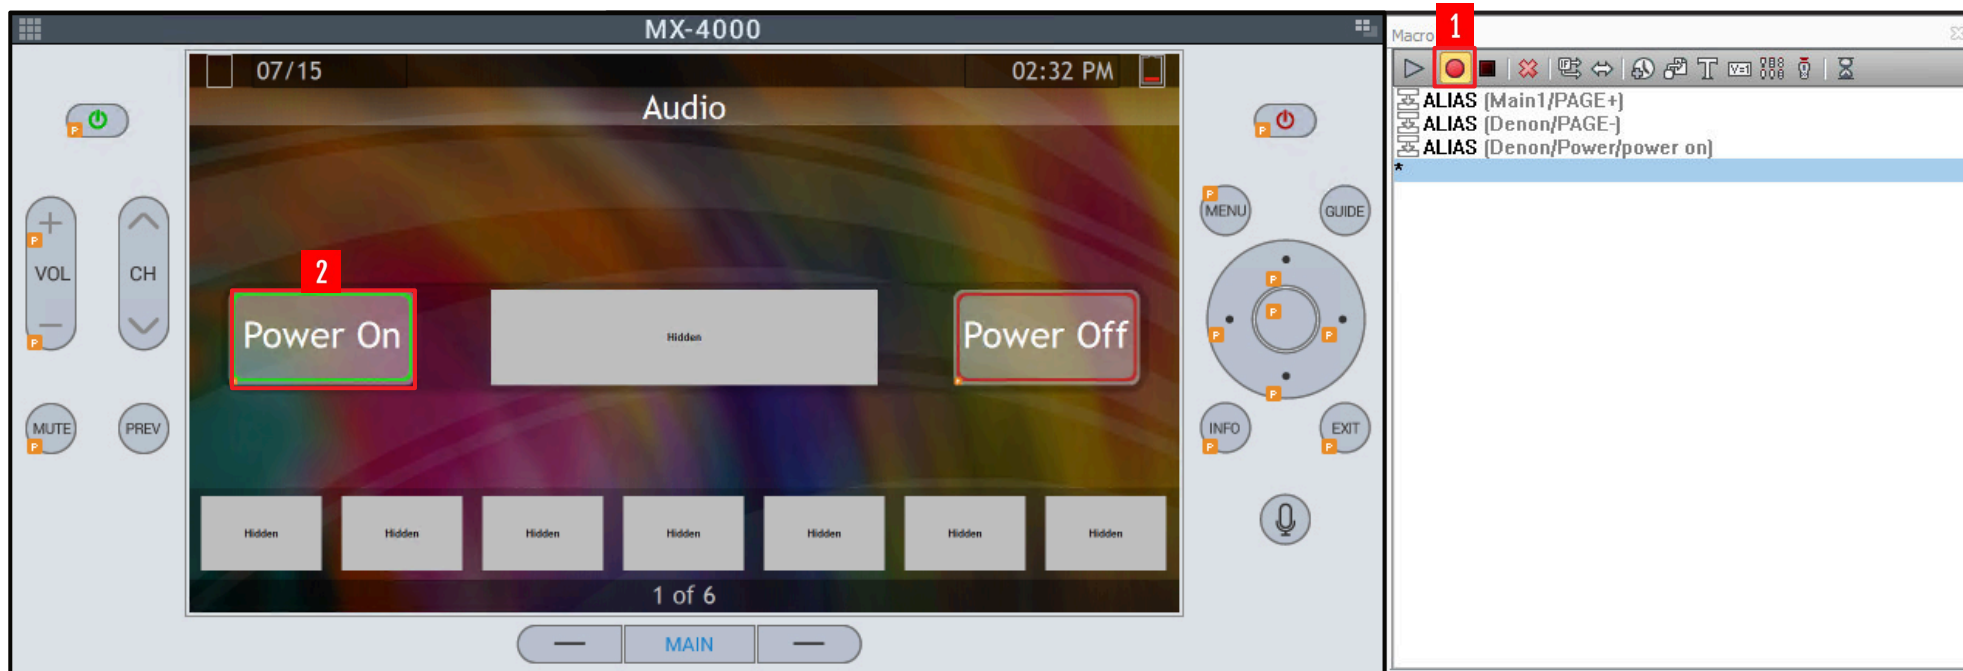 MX-4000
07/15
02:32 PM
Audio
P
P
P
VOL
P
CH
MUTE
P
PREV
2
Power On
P
Hidden
Power Off
P
Hidden
Hidden
Hidden
Hidden
Hidden
Hidden
Hidden
1 of 6
MAIN
P
P
MENU
GUIDE
P
P
P
P
P
INFO
P
EXIT
P
Macro
1
T
V=1
ALIAS (Main1/PAGE+)
ALIAS (Denon/PAGE-)
ALIAS (Denon/Power/power on)
*